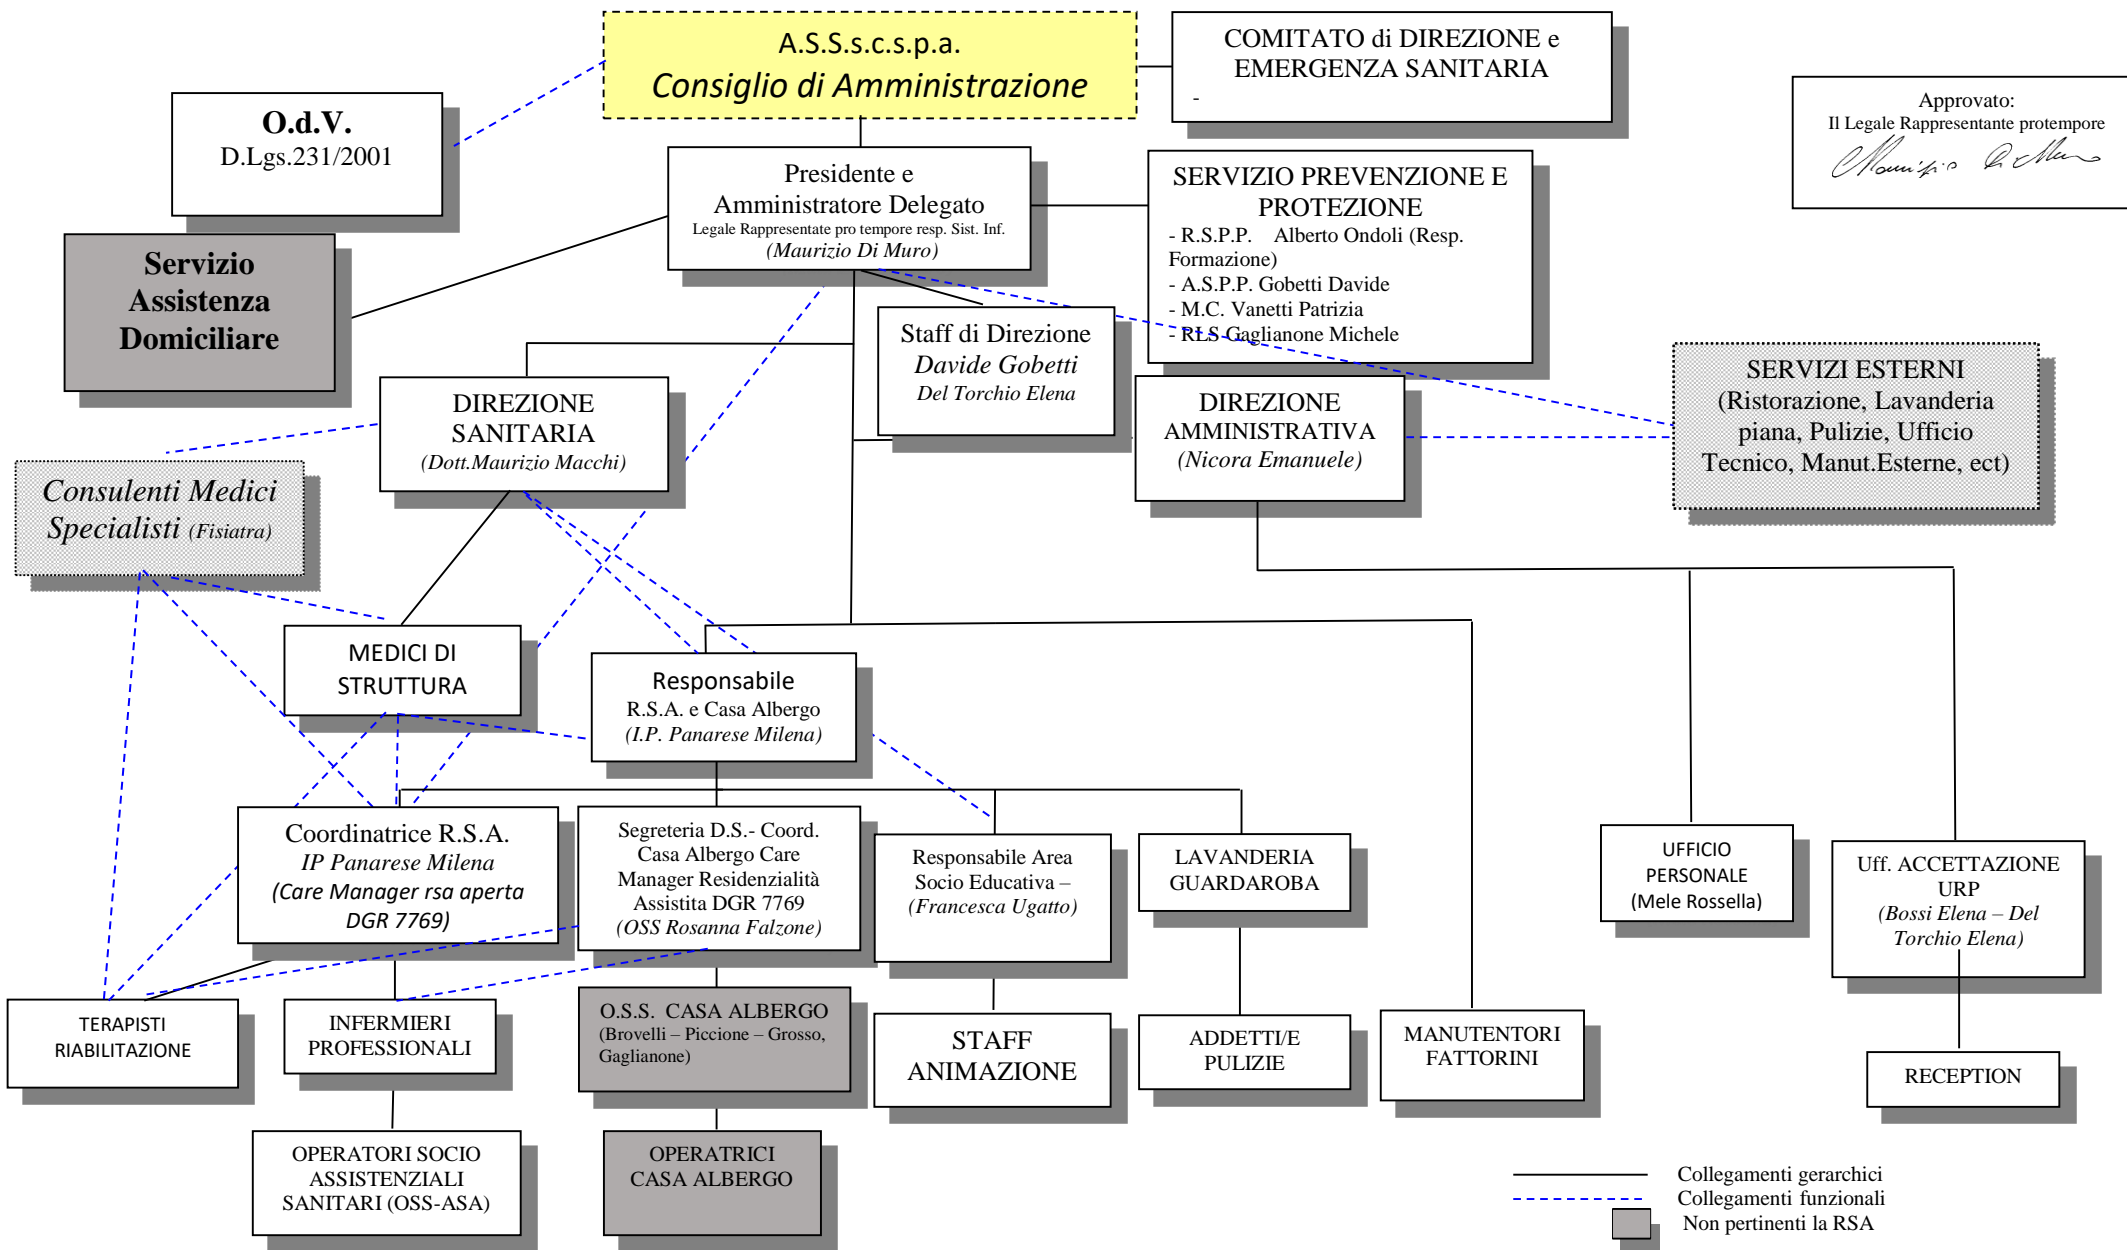 A.S.S.s.c.s.p.a.
Consiglio di Amministrazione
COMITATO di DIREZIONE e
EMERGENZA SANITARIA
-
Approvato:
Il Legale Rappresentante protempore
O.d.V.
D.Lgs.231/2001
Presidente e
Amministratore Delegato
Legale Rappresentate pro tempore resp. Sist. Inf.
(Maurizio Di Muro)
SERVIZIO PREVENZIONE E
PROTEZIONE
- R.S.P.P. Alberto Ondoli (Resp.
Formazione)
- A.S.P.P. Gobetti Davide
- M.C. Vanetti Patrizia
- RLS Gaglianone Michele
Servizio
Assistenza
Domiciliare
Staff di Direzione
Davide Gobetti
Del Torchio Elena
SERVIZI ESTERNI
(Ristorazione, Lavanderia
piana, Pulizie, Ufficio
Tecnico, Manut.Esterne, ect)
DIREZIONE
SANITARIA
(Dott.Maurizio Macchi)
DIREZIONE
AMMINISTRATIVA
(Nicora Emanuele)
Consulenti Medici
Specialisti (Fisiatra)
MEDICI DI
STRUTTURA
Responsabile
R.S.A. e Casa Albergo
(I.P. Panarese Milena)
Coordinatrice R.S.A.
IP Panarese Milena
(Care Manager rsa aperta
DGR 7769)
Segreteria D.S.- Coord.
Casa Albergo Care
Manager Residenzialità
Assistita DGR 7769
(OSS Rosanna Falzone)
Responsabile Area
Socio Educativa –
(Francesca Ugatto)
LAVANDERIA
GUARDAROBA
UFFICIO
PERSONALE
(Mele Rossella)
Uff. ACCETTAZIONE
URP
(Bossi Elena – Del
Torchio Elena)
TERAPISTI
RIABILITAZIONE
INFERMIERI
PROFESSIONALI
O.S.S. CASA ALBERGO
(Brovelli – Piccione – Grosso,
Gaglianone)
STAFF
ANIMAZIONE
ADDETTI/E
PULIZIE
MANUTENTORI
FATTORINI
RECEPTION
OPERATORI SOCIO
ASSISTENZIALI
SANITARI (OSS-ASA)
OPERATRICI
CASA ALBERGO
Collegamenti gerarchici
Collegamenti funzionali
Non pertinenti la RSA